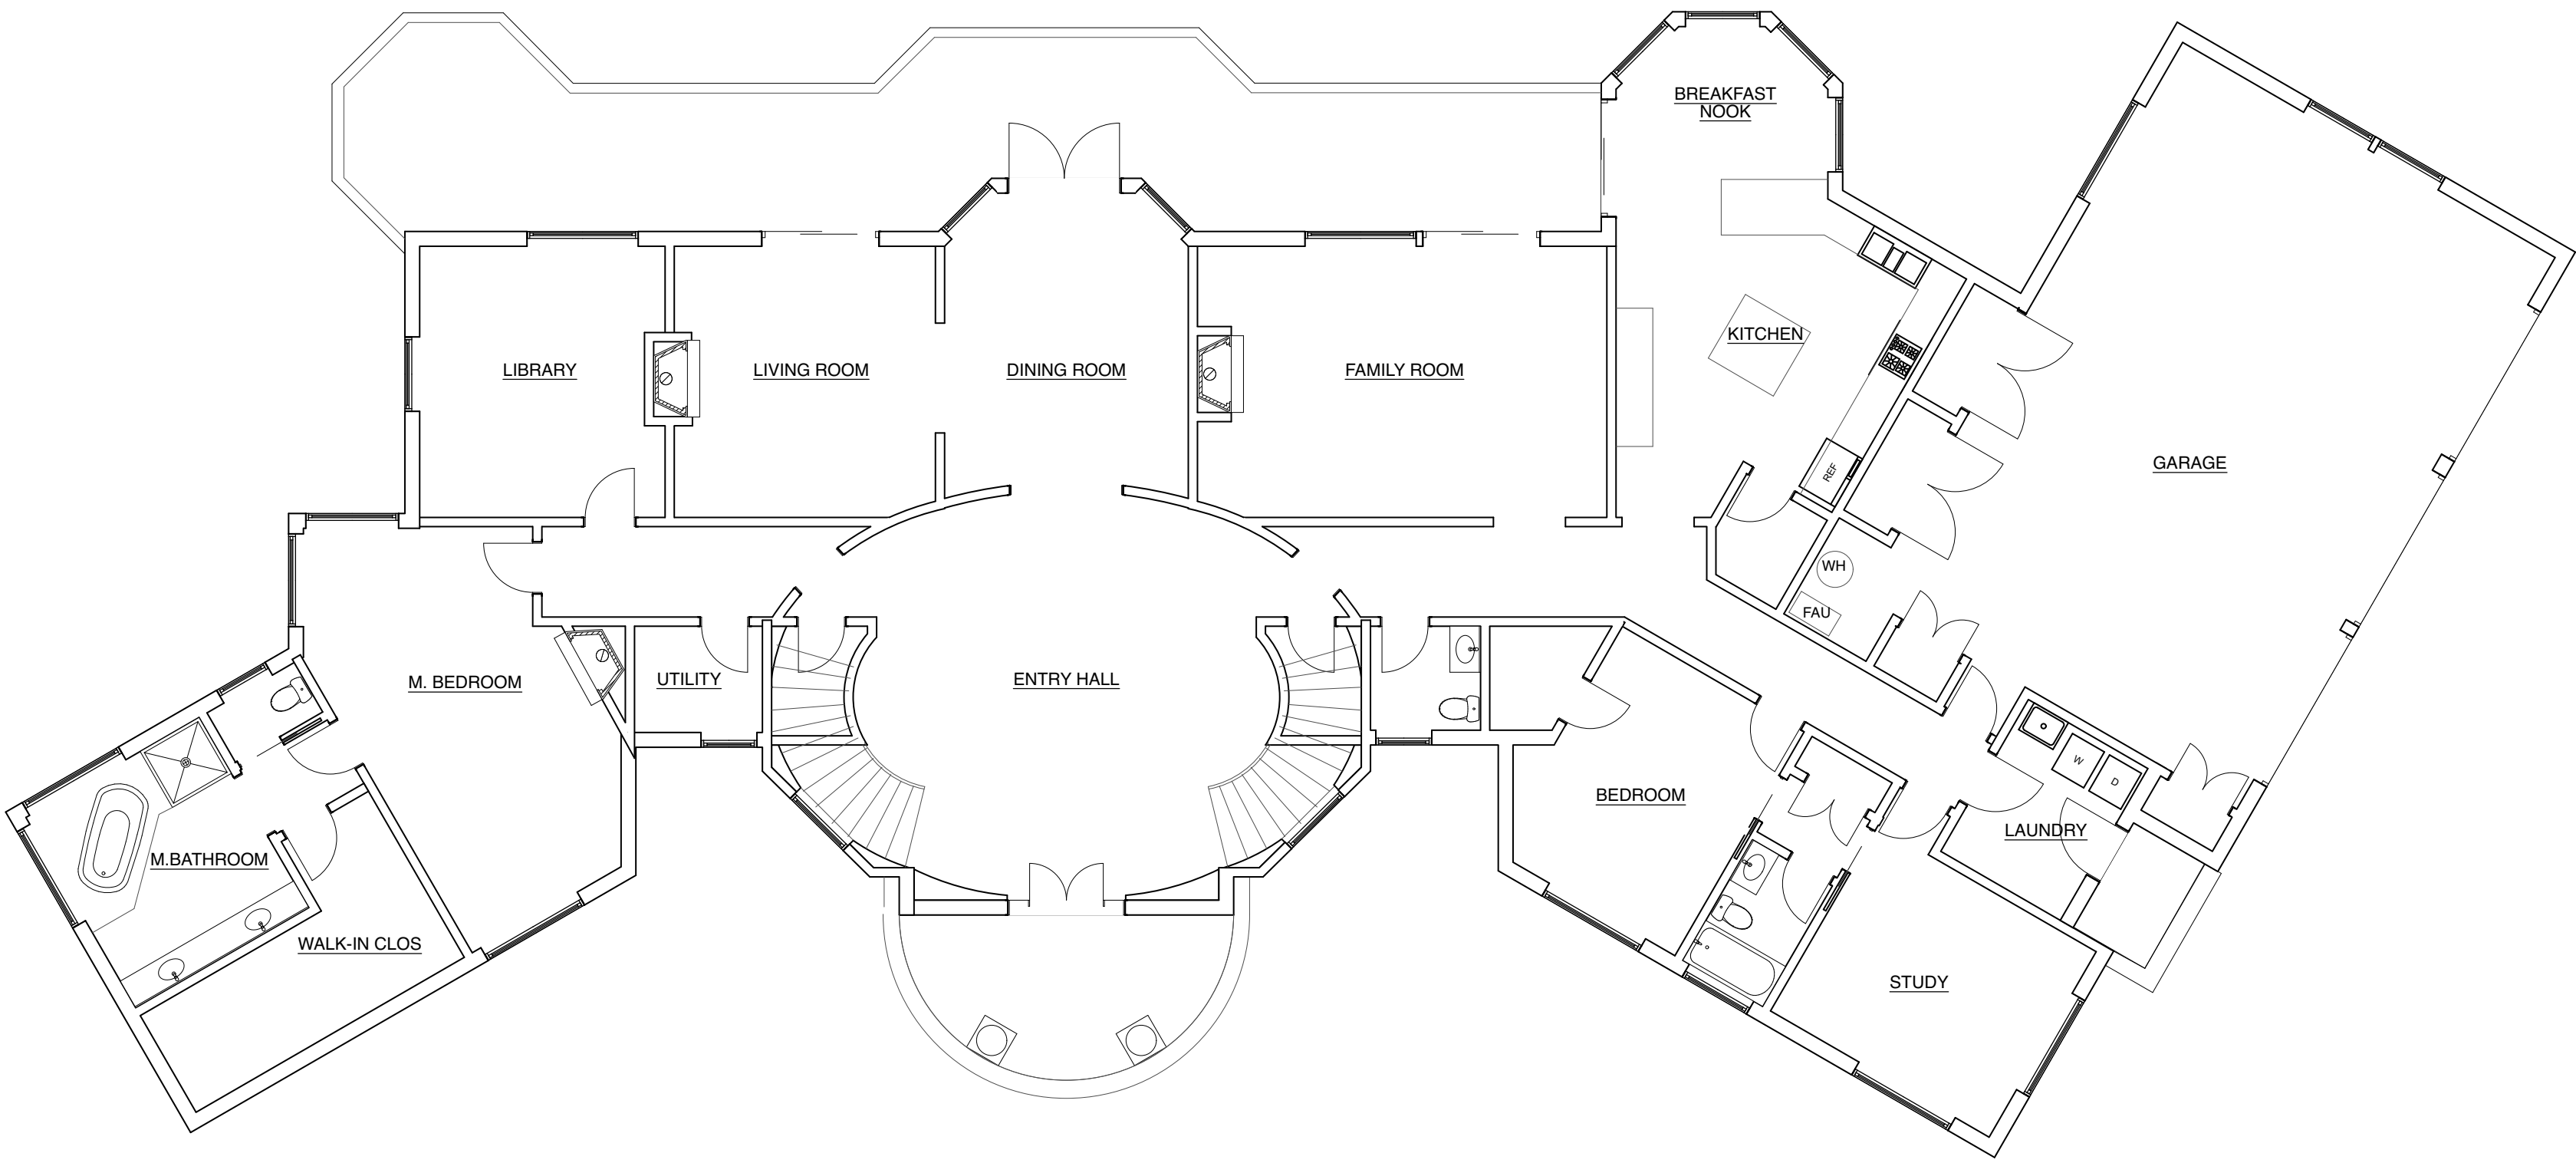 BREAKFAST
NOOK
KITCHEN
LIBRARY
LIVING ROOM
DINING ROOM
FAMILY ROOM
GARAGE
REF
WH
FAU
M. BEDROOM
UTILITY
ENTRY HALL
W
D
BEDROOM
LAUNDRY
M.BATHROOM
WALK-IN CLOS
STUDY